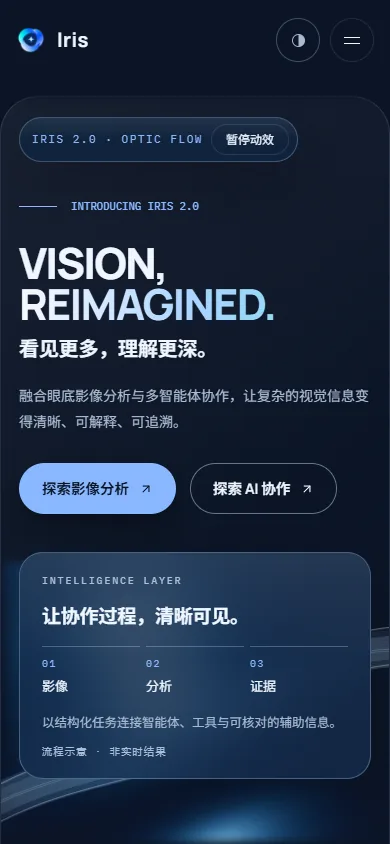 Iris
IRIS 2.0 · OPTIC FLOW
暂停动效
INTRODUCING IRIS 2.0
VISION,
REIMAGINED.
看见更多，理解更深。
融合眼底影像分析与多智能体协作，让复杂的视觉信息变
得清晰、可解释、可追溯。
探索影像分析
探索 AI 协作
INTELLIGENCE LAYER
让协作过程，清晰可见。
01
02
03
影像
分析
证据
以结构化任务连接智能体、工具与可核对的辅助信息。
流程示意 · 非实时结果